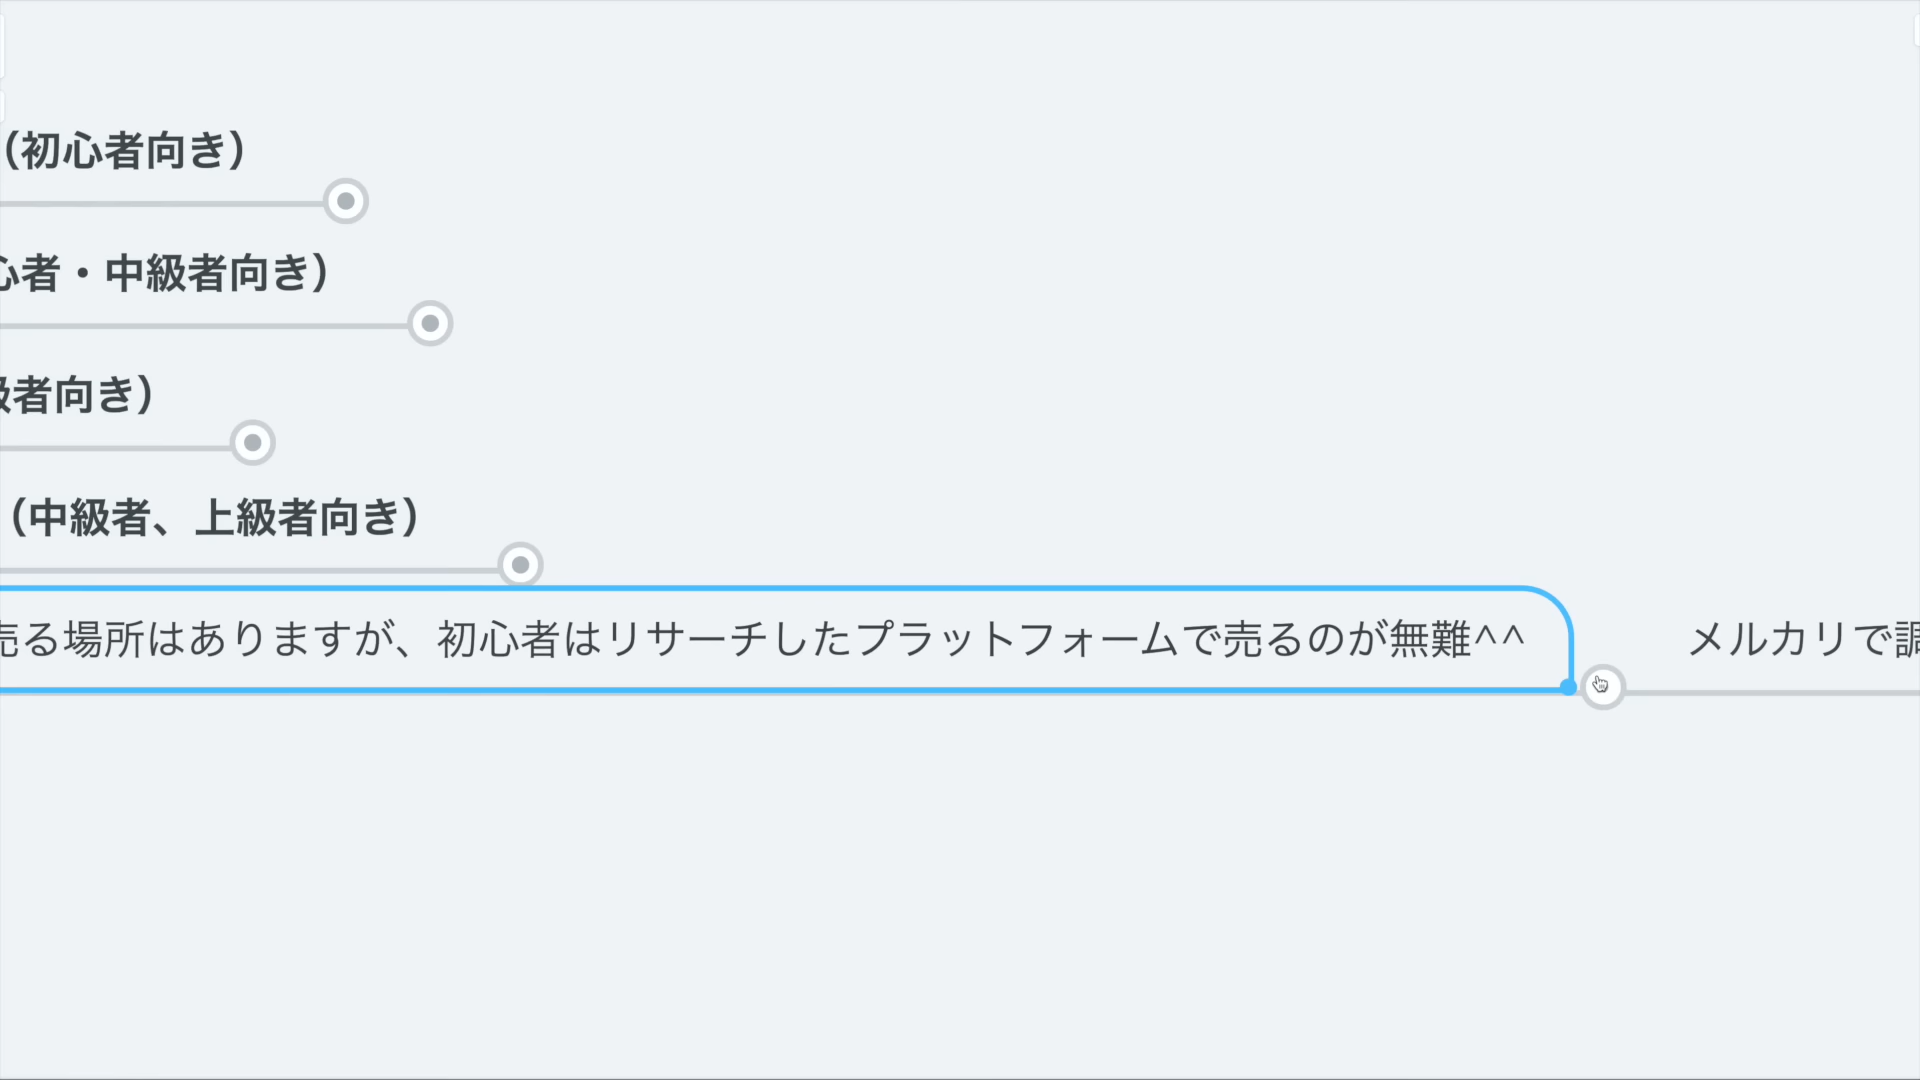 （初心者向き）
心者・中級者向き）
級者向き）
（中級者、上級者向き）
売る場所はありますが、初心者はリサーチしたプラットフォームで売るのが無難^^
メルカリで調